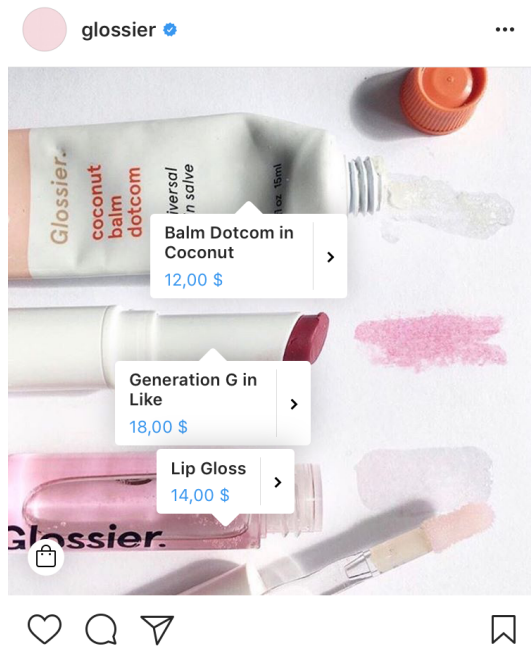 glossier
Glossier.
coconut
balm
dotcom
iversal
n salve
oz 15ml
Balm Dotcom in
Coconut
12,00 $
Generation G in
Like
18,00 $
Lip Gloss
14,00 $
Glossier.